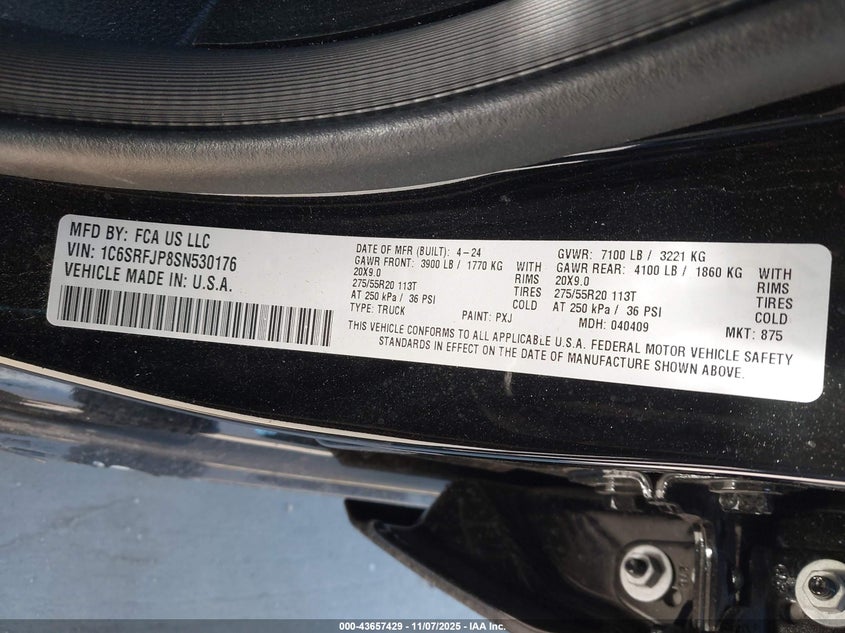 MFD BY: FCA US LLC
VIN: 1C6SRFJP8SN530176
VEHICLE MADE IN U.S.A.
DATE OF MFR (BUILT): 4-24
GAWR FRONT: 3900 LB / 1770 KG WITH
20X9.0 RIMS
275/55R20 113T TIRES
AT 250 kPa / 36 PSI COLD
TYPE: TRUCK PAINT: PXJ
GVWR: 7100 LB / 3221 KG
GAWR REAR: 4100 LB / 1860 KG WITH
20X9.0 RIMS
275/55R20 113T TIRES
AT 250 kPa / 36 PSI COLD
MDH: 040409 MKT: 875
THIS VEHICLE CONFORMS TO ALL APPLICABLE U.S.A. FEDERAL MOTOR VEHICLE SAFETY
STANDARDS IN EFFECT ON THE DATE OF MANUFACTURE SHOWN ABOVE.
000-43657429 - 11/07/2025 - IAA Inc.